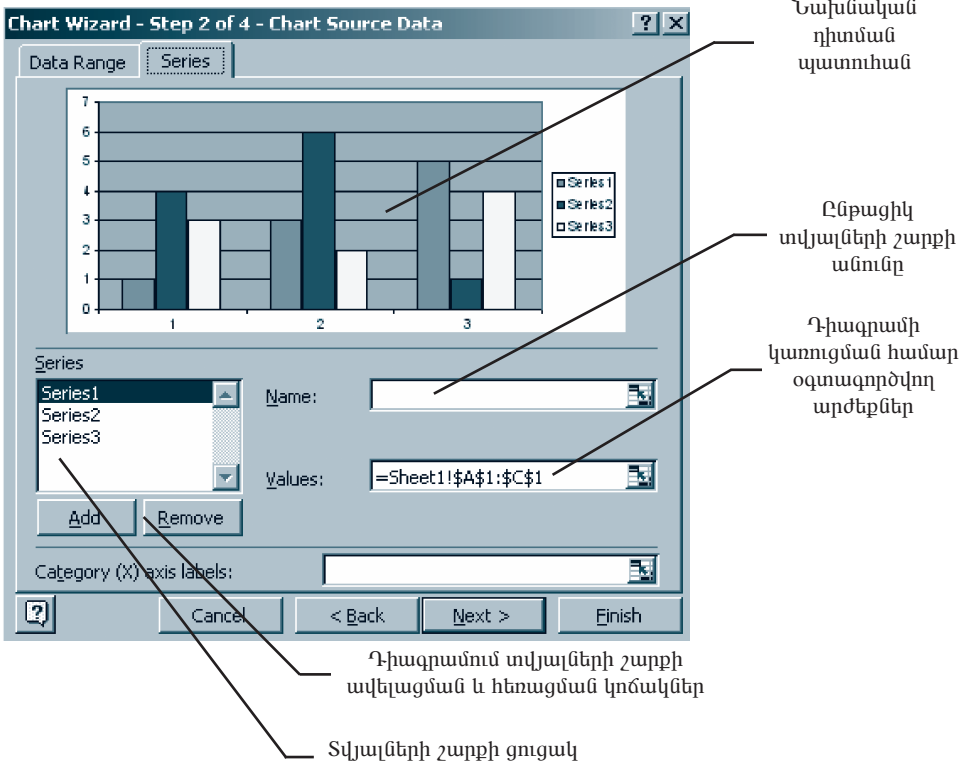 Նախնական
դիտման
պատուհան
Chart Wizard - Step 2 of 4 - Chart Source Data
Data Range
Series
7
6
5
4
3
2
1
0
1
2
3
Series1
Series2
Series3
Ընթացիկ
տվյալների շարքի
անունը
Դիագրամի
կառուցման համար
օգտագործվող
արժեքներ
Series
Series1
Series2
Series3
Name:
Values:
=Sheet1!$A$1:$C$1
Add
Remove
Category (X) axis labels:
Cancel
< Back
Next >
Finish
Դիագրամում տվյալների շարքի
ավելացման և հեռացման կոճակներ
Տվյալների շարքի ցուցակ